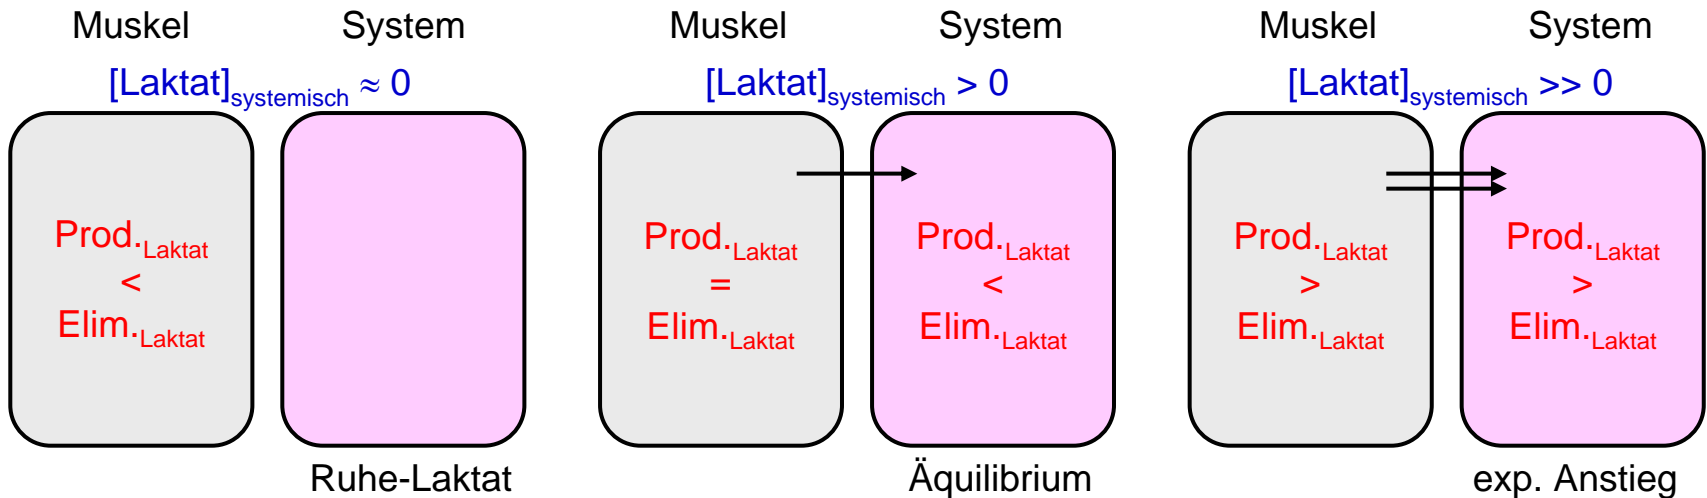 Muskel System
[Laktat]systemisch ≈ 0
Prod.Laktat
<
Elim.Laktat
Ruhe-Laktat
Muskel System
[Laktat]systemisch > 0
Prod.Laktat
=
Elim.Laktat
Prod.Laktat
<
Elim.Laktat
Äquilibrium
Muskel System
[Laktat]systemisch >> 0
Prod.Laktat
>
Elim.Laktat
Prod.Laktat
>
Elim.Laktat
exp. Anstieg